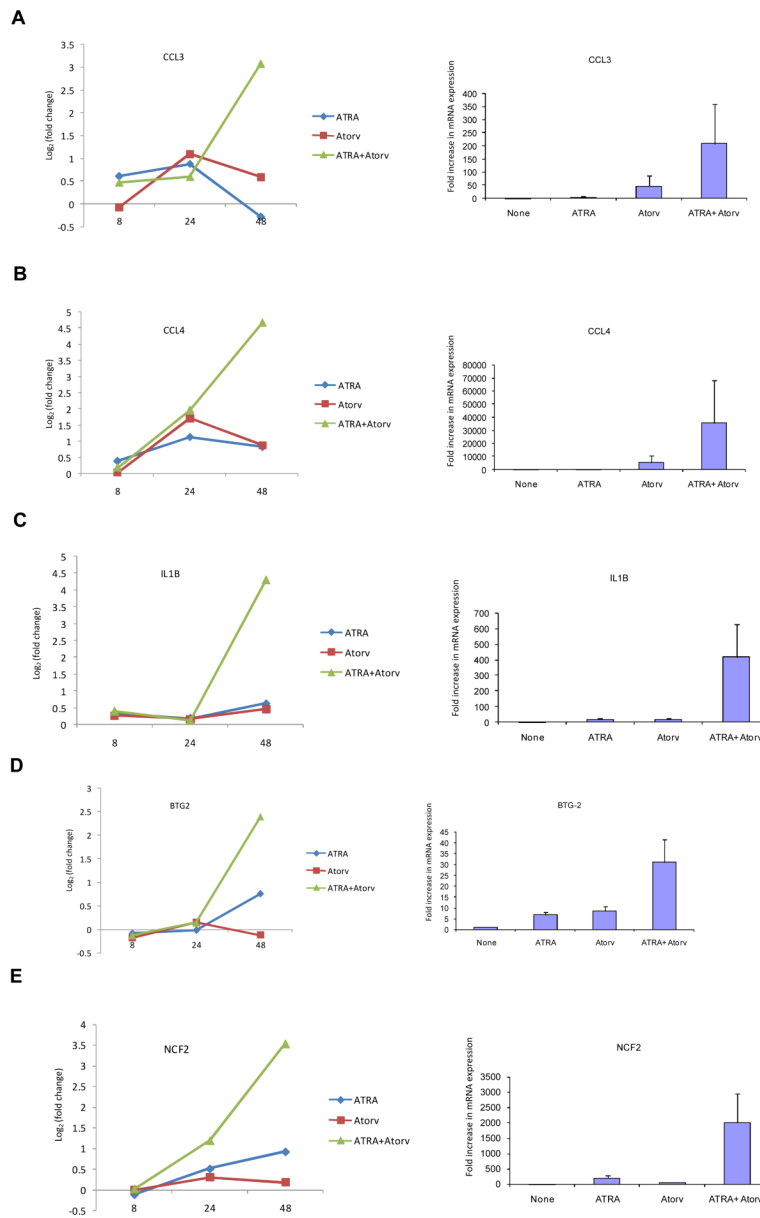 A
CCL3
Log2 (fold change)
3.5
3
2.5
2
1.5
1
0.5
0
-0.5
8
24
48
ATRA
Atorv
ATRA+Atorv
CCL3
Fold increase in mRNA expression
400
350
300
250
200
150
100
50
0
None
ATRA
Atorv
ATRA+ Atorv
B
CCL4
Log2 (fold change)
5
4.5
4
3.5
3
2.5
2
1.5
1
0.5
0
8
24
48
ATRA
Atorv
ATRA+Atorv
CCL4
Fold increase in mRNA expression
80000
70000
60000
50000
40000
30000
20000
10000
0
None
ATRA
Atorv
ATRA+ Atorv
C
IL1B
Log2 (fold change)
5
4.5
4
3.5
3
2.5
2
1.5
1
0.5
0
8
24
48
ATRA
Atorv
ATRA+Atorv
IL1B
Fold increase in mRNA expression
700
600
500
400
300
200
100
0
None
ATRA
Atorv
ATRA+ Atorv
D
BTG2
Log2 (fold change)
3
2.5
2
1.5
1
0.5
0
-0.5
8
24
48
ATRA
Atorv
ATRA+Atorv
BTG-2
Fold increase in mRNA expression
45
40
35
30
25
20
15
10
5
0
None
ATRA
Atorv
ATRA+ Atorv
E
NCF2
Log2 (fold change)
4
3.5
3
2.5
2
1.5
1
0.5
0
-0.5
8
24
48
ATRA
Atorv
ATRA+Atorv
NCF2
Fold increase in mRNA expression
3500
3000
2500
2000
1500
1000
500
0
None
ATRA
Atorv
ATRA+ Atorv